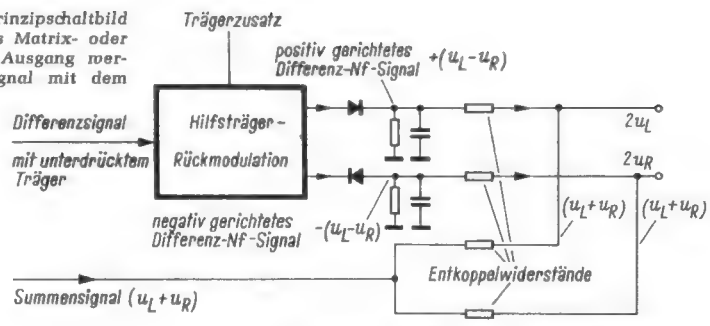 rinzipschaltbild
s Matrix- oder
Ausgang wer-
gnal mit dem
Trägerzusatz
positiv gerichtetes
Differenz-Nf-Signal
+(u_L-u_R)
Differenzsignal
mit unterdrücktem
Träger
Hilfsträger-
Rückmodulation
2u_L
2u_R
negativ gerichtetes
Differenz-Nf-Signal
-(u_L-u_R)
(u_L+u_R)
(u_L+u_R)
Entkoppelwiderstände
Summensignal (u_L+u_R)